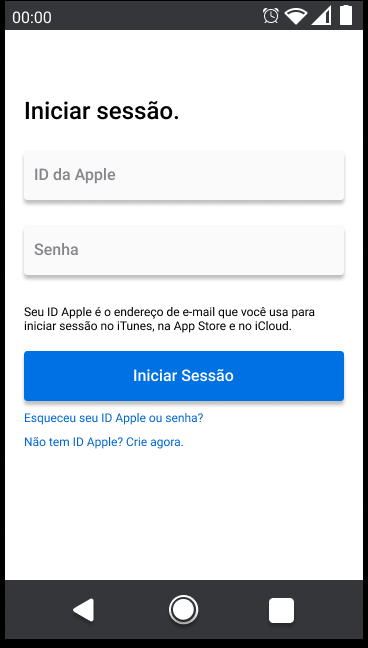 00:00
Iniciar sessão.
ID da Apple
Senha
Seu ID Apple é o endereço de e-mail que você usa para
iniciar sessão no iTunes, na App Store e no iCloud.
Iniciar Sessão
Esqueceu seu ID Apple ou senha?
Não tem ID Apple? Crie agora.